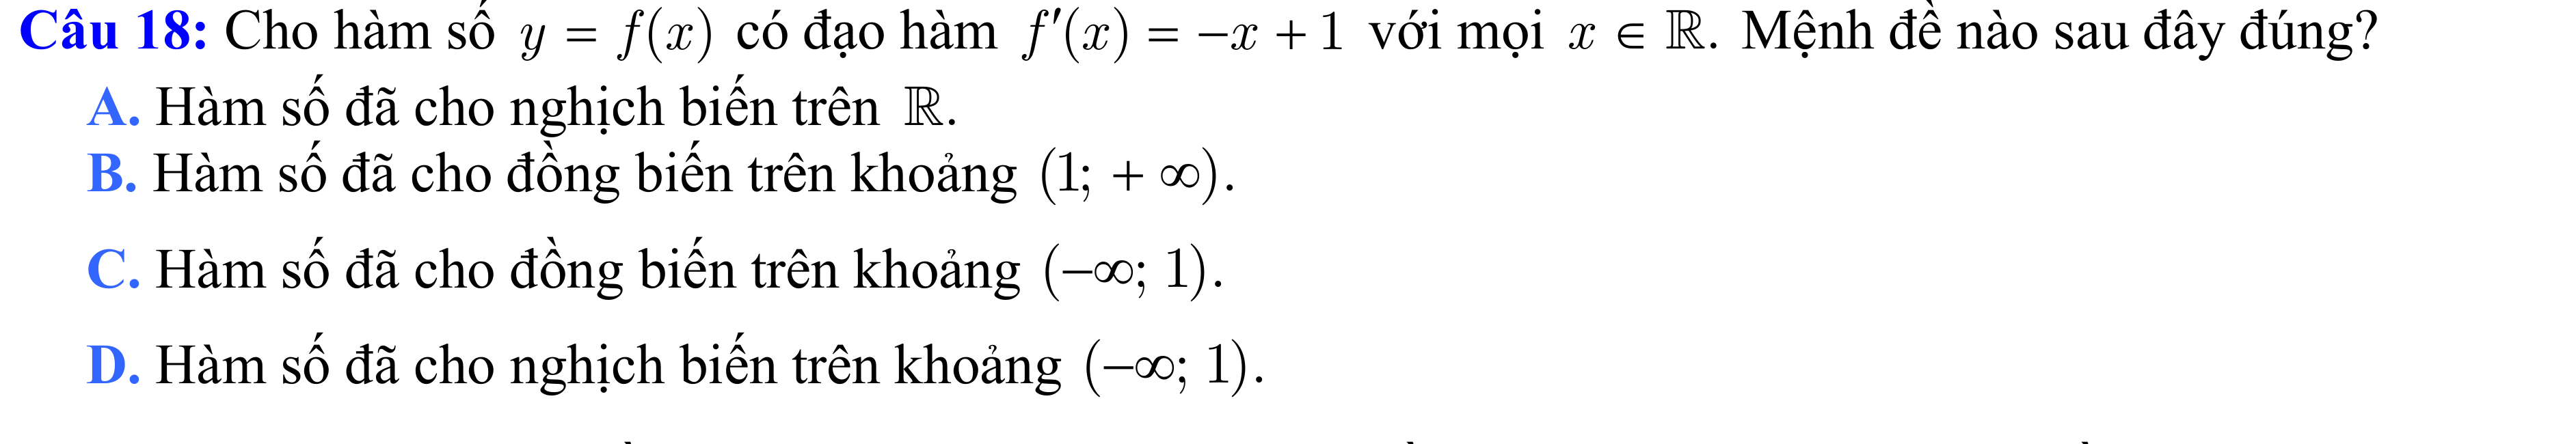 Câu 18: Cho hàm số y = f(x) có đạo hàm f′(x) = −x + 1 với mọi x ∈ ℝ. Mệnh đề nào sau đây đúng?
A. Hàm số đã cho nghịch biến trên ℝ.
B. Hàm số đã cho đồng biến trên khoảng (1; + ∞).
C. Hàm số đã cho đồng biến trên khoảng (−∞; 1).
D. Hàm số đã cho nghịch biến trên khoảng (−∞; 1).